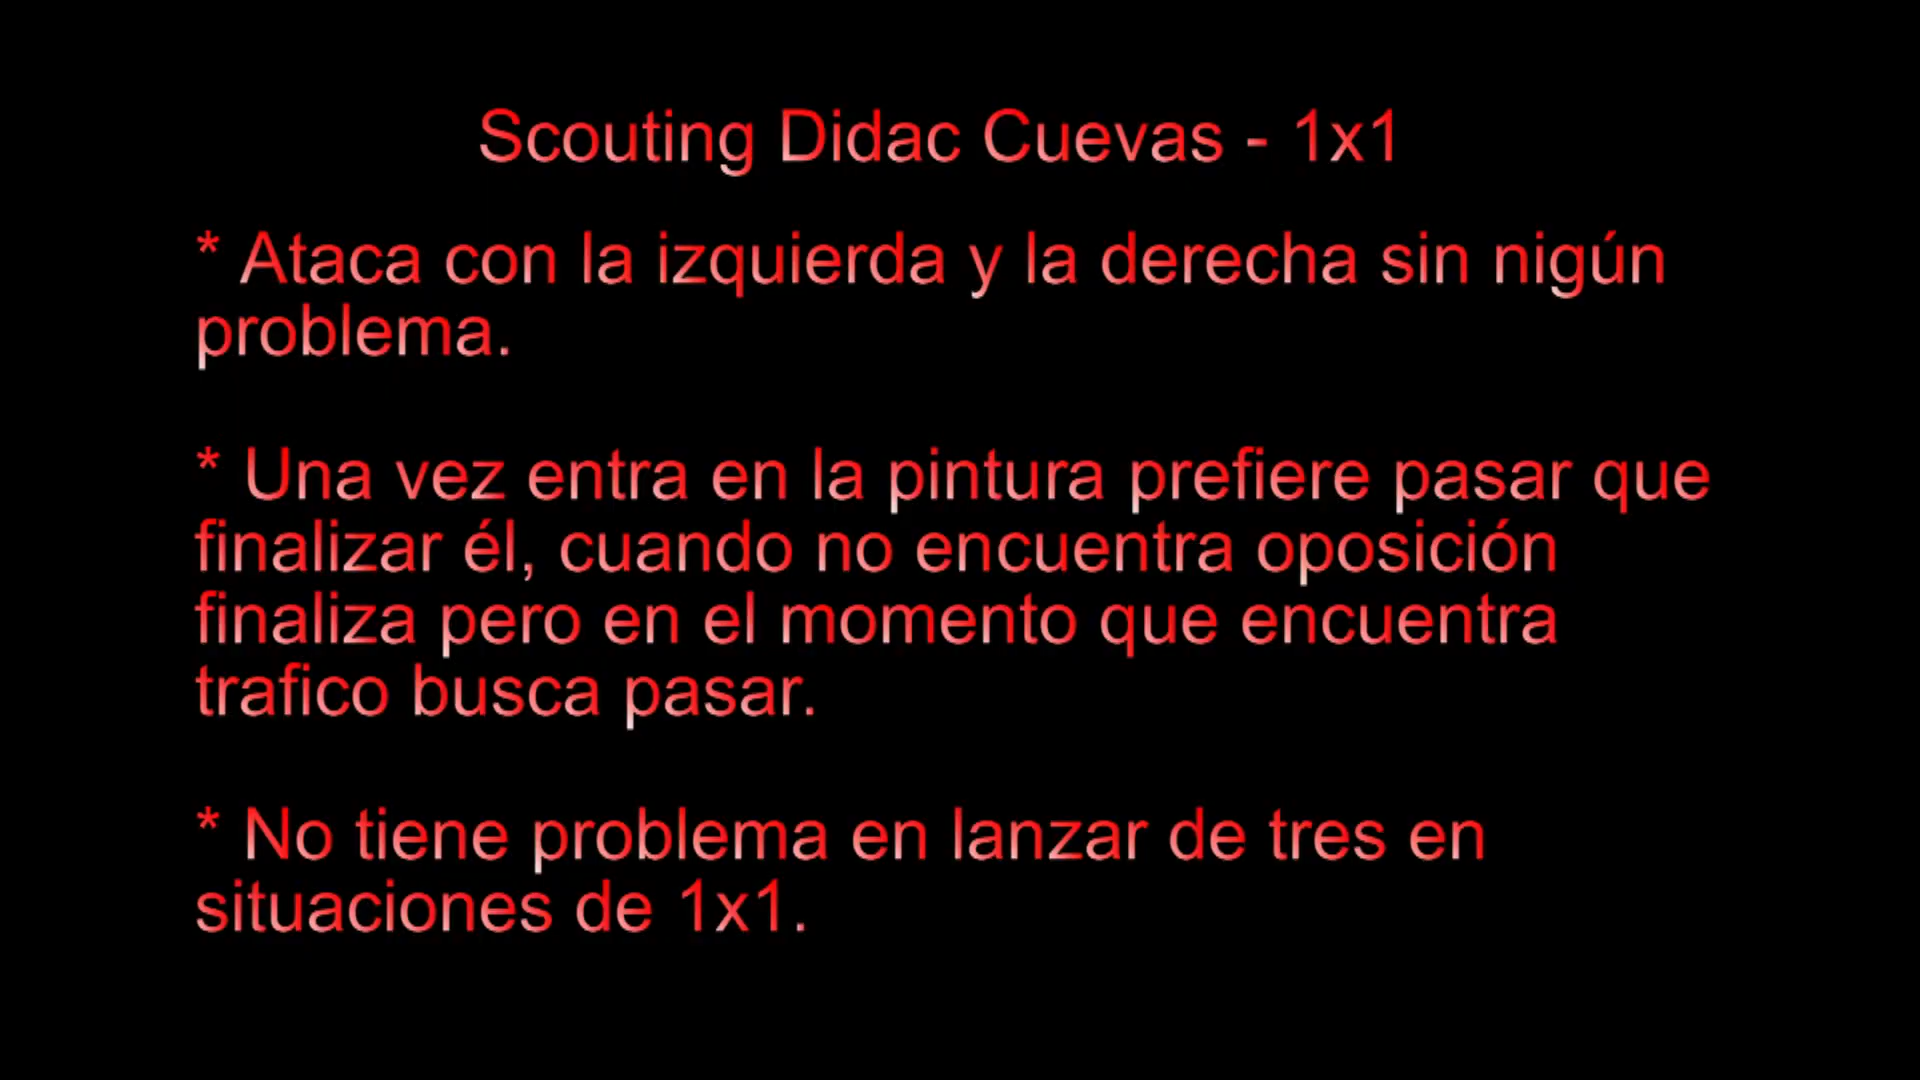 Scouting Didac Cuevas - 1x1
* Ataca con la izquierda y la derecha sin nigún
problema.
* Una vez entra en la pintura prefiere pasar que
finalizar él, cuando no encuentra oposición
finaliza pero en el momento que encuentra
trafico busca pasar.
* No tiene problema en lanzar de tres en
situaciones de 1x1.